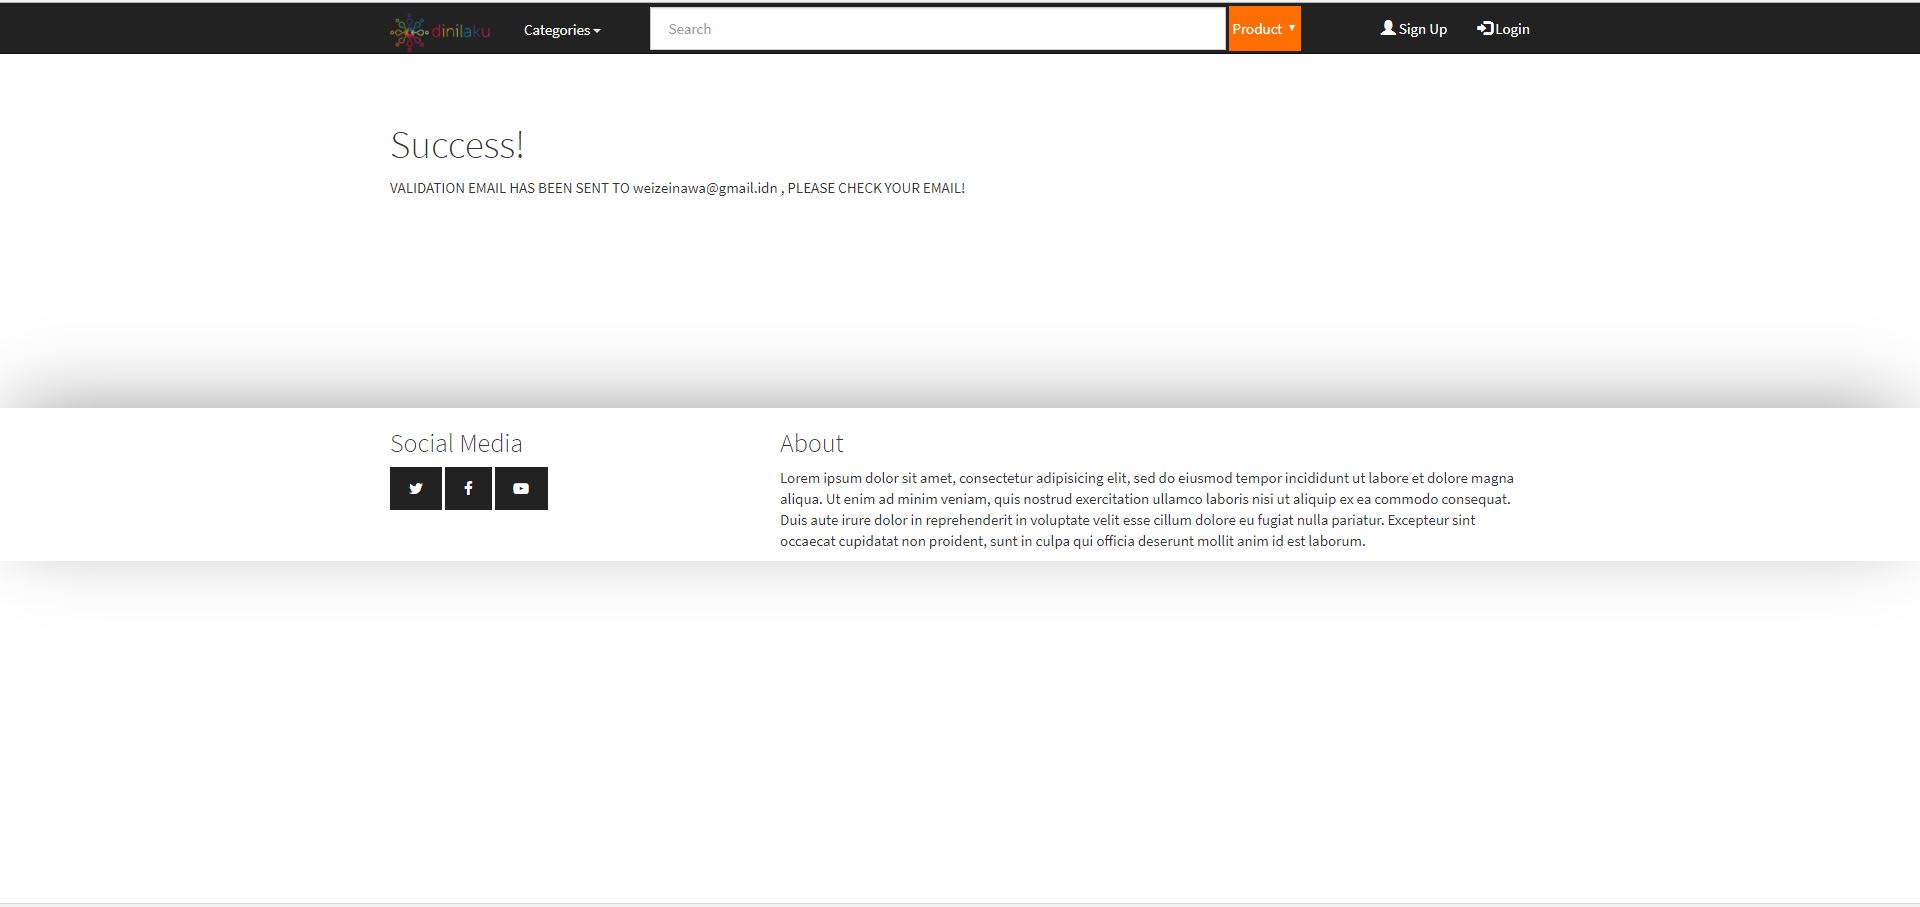 dinilaku
Categories
Search
Product
Sign Up
Login
Success!
VALIDATION EMAIL HAS BEEN SENT TO weizeinawa@gmail.idn , PLEASE CHECK YOUR EMAIL!
Social Media
About
Lorem ipsum dolor sit amet, consectetur adipisicing elit, sed do eiusmod tempor incididunt ut labore et dolore magna
aliqua. Ut enim ad minim veniam, quis nostrud exercitation ullamco laboris nisi ut aliquip ex ea commodo consequat.
Duis aute irure dolor in reprehenderit in voluptate velit esse cillum dolore eu fugiat nulla pariatur. Excepteur sint
occaecat cupidatat non proident, sunt in culpa qui officia deserunt mollit anim id est laborum.